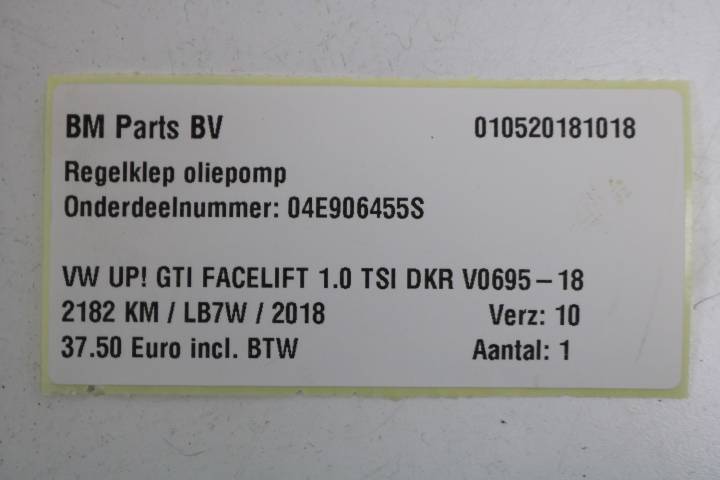 BM Parts BV 010520181018
Regelklep oliepomp
Onderdeelnummer: 04E906455S
VW UP! GTI FACELIFT 1.0 TSI DKR V0695-18
2182 KM / LB7W / 2018 Verz: 10
37.50 Euro incl. BTW Aantal: 1